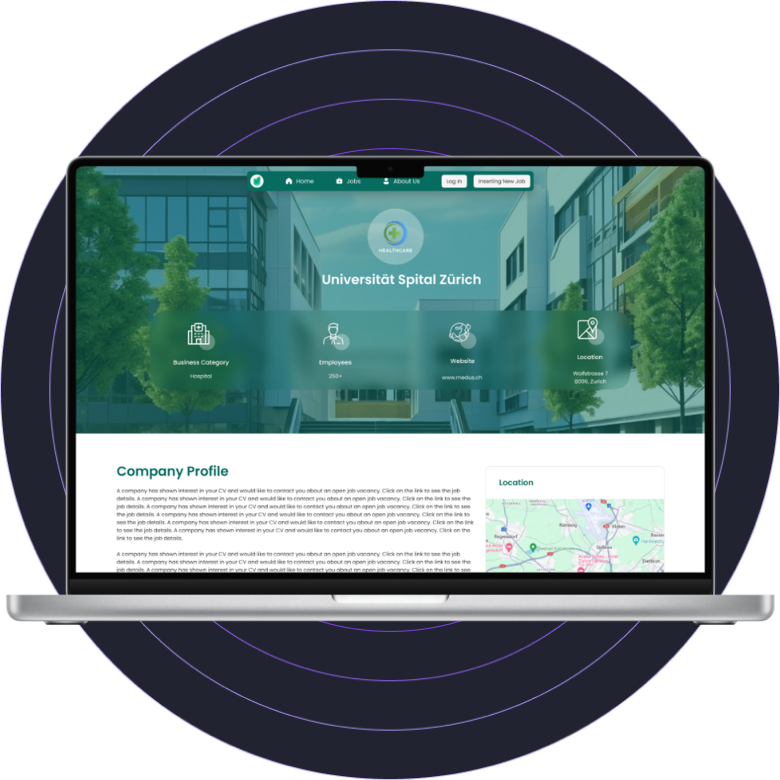 Home Jobs About Us Log In Inserting New Job
HEALTHCARE
Universität Spital Zürich
Business Category Employees Website Location
Hospital 250+ www.medus.ch Wolfstrasse 7
8006, Zurich
Company Profile
A company has shown interest in your CV and would like to contact you about an open job vacancy. Click on the link to see the job
details. A company has shown interest in your CV and would like to contact you about an open job vacancy. Click on the link to see the
job details. A company has shown interest in your CV and would like to contact you about an open job vacancy. Click on the link to see
the job details. A company has shown interest in your CV and would like to contact you about an open job vacancy. Click on the link to
see the job details. A company has shown interest in your CV and would like to contact you about an open job vacancy. Click on the link
to see the job details. A company has shown interest in your CV and would like to contact you about an open job vacancy. Click on the
link to see the job details.
A company has shown interest in your CV and would like to contact you about an open job vacancy. Click on the link to see the job
details. A company has shown interest in your CV and would like to contact you about an open job vacancy. Click on the link to see the
job details. A company has shown interest in your CV and would like to contact you about an open job vacancy. Click on the link to see
Location
Regensdorf